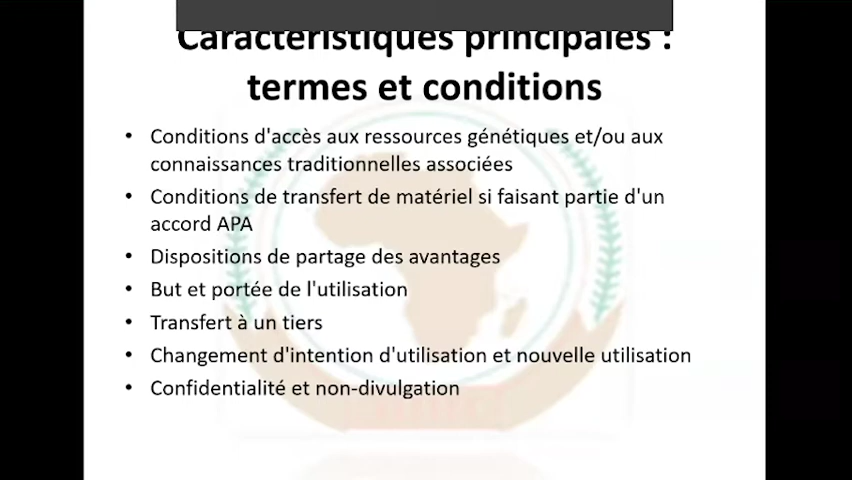 Caractéristiques principales :
termes et conditions
• Conditions d'accès aux ressources génétiques et/ou aux
connaissances traditionnelles associées
• Conditions de transfert de matériel si faisant partie d'un
accord APA
• Dispositions de partage des avantages
• But et portée de l'utilisation
• Transfert à un tiers
• Changement d'intention d'utilisation et nouvelle utilisation
• Confidentialité et non-divulgation